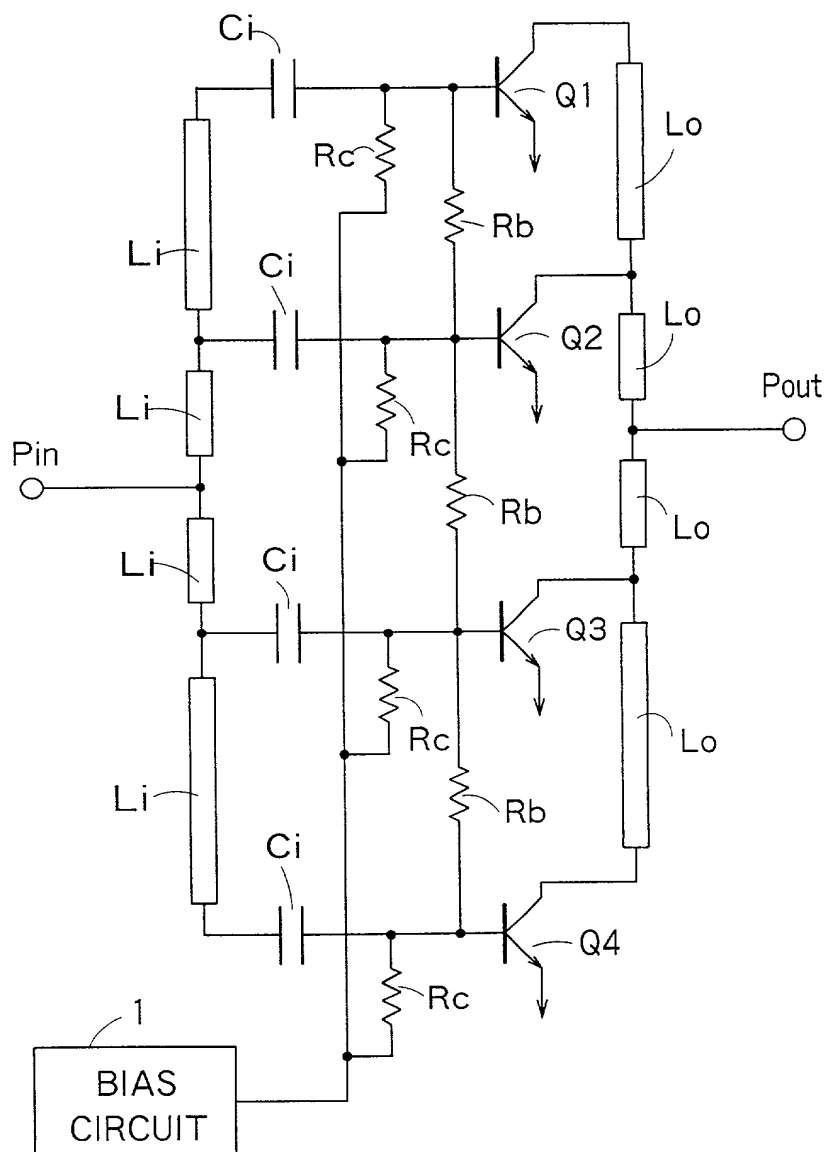 Ci
Q1
Rc
Lo
Li
Rb
Ci
Q2
Lo
Li
Rc
Pout
Pin
Rb
Lo
Li
Ci
Q3
Rc
Lo
Li
Rb
Ci
Q4
Rc
1
BIAS
CIRCUIT